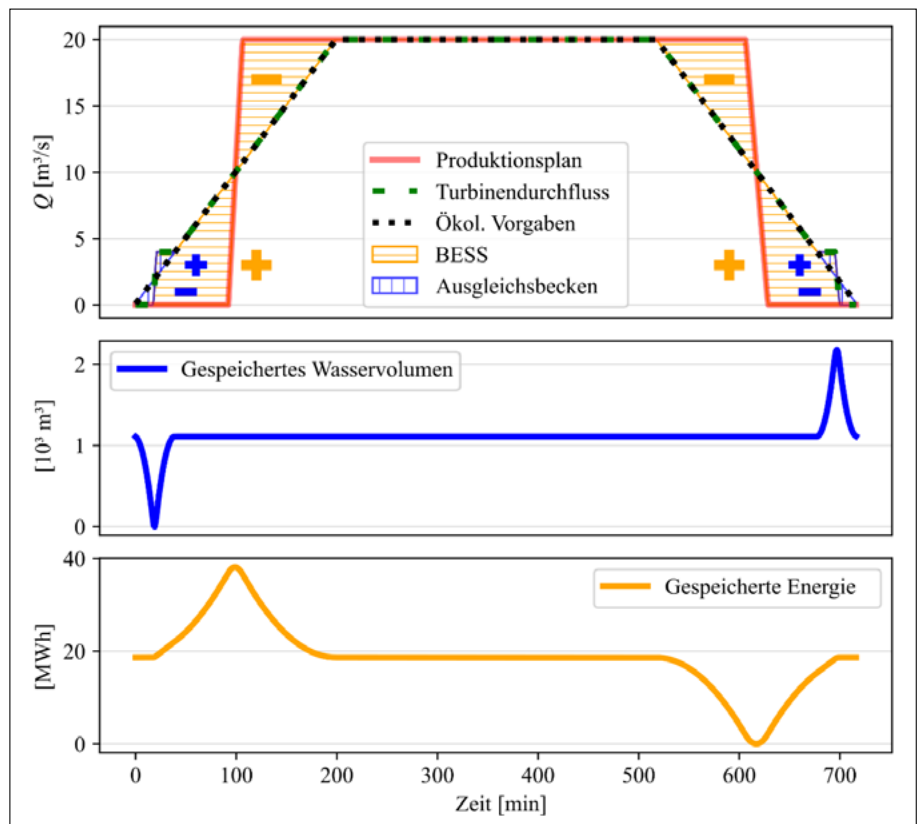 20
15
10
5
0
Q [m³/s]
Produktionsplan
Turbinendurchfluss
Ökol. Vorgaben
BESS
Ausgleichsbecken
2
1
0
[10³ m³]
Gespeichertes Wasservolumen
40
20
0
[MWh]
Gespeicherte Energie
0 100 200 300 400 500 600 700
Zeit [min]